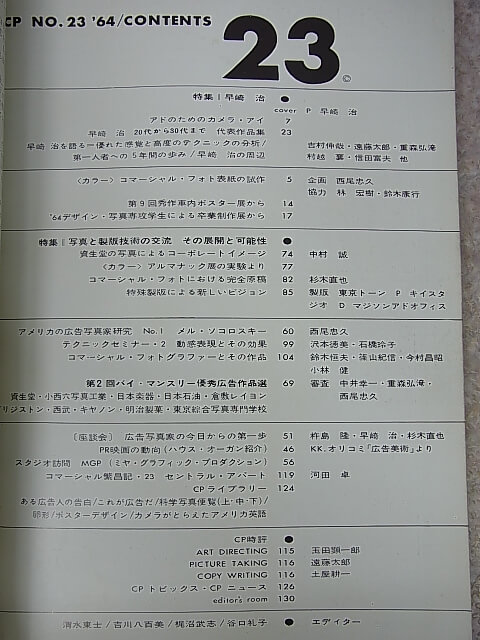 CP NO. 23 '64/CONTENTS
23
©
特集 | 早崎 治 ●
cover P 早崎 治
アドのためのカメラ・アイ 7
早崎 治 20代から30代まで 代表作品集 23
早崎 治を語る―優れた感覚と高度のテクニックの分析/ 吉村伸哉・遠藤太郎・重森弘淹
第一人者への5年間の歩み/早崎 治の周辺 村越 襄・信田富夫 他
〈カラー〉コマーシャル・フォト表紙の試作 5 企画 西尾忠久
協力 林 宏樹・鈴木康行
第9回秀作車内ポスター展から 14
'64デザイン・写真専攻学生による卒業制作展から 17
特集 | 写真と製版技術の交流 その展開と可能性 ●
資生堂の写真によるコーポレートイメージ 74 中村 誠
〈カラー〉アルマナック展の実験より 77
コマーシャル・フォトにおける完全原稿 82 杉木直也
特殊製版による新しいビジョン 85 製版 東京トーン P キイスタ
ジオ D マジソンアドオフィス
アメリカの広告写真家研究 No.1 メル・ソコロスキー 60 西尾忠久
テクニックセミナー・2 動感表現とその効果 99 沢本徳美・石橋玲子
コマーシャル・フォトグラファーとその作品 104 鈴木恒夫・篠山紀信・今村昌昭
小林 健
第2回バイ・マンスリー優秀広告作品選 69 審査 中井幸一・重森弘淹・
資生堂・小西六写真工業・日本楽器・日本石油・倉敷レイヨン 西尾忠久
ブリヂストン・西武・キヤノン・明治製菓・東京綜合写真専門学校
〔座談会〕 広告写真家の今日からの第一歩 51 杵島 隆・早崎 治・杉木直也
PR映画の動向(ハウス・オーガン紹介) 46 KK.オリコミ「広告美術」より
スタジオ訪問 MGP(ミヤ・グラフィック・プロダクション) 56
コマーシャル繁昌記・23 セントラル・アパート 119 河田 卓
CPライブラリー 124
ある広告人の告白/これが広告だ/科学写真便覧(上・中・下)/
卵形/ポスターデザイン/カメラがとらえたアメリカ英語
CP時評 ●
ART DIRECTING 115 玉田顕一郎
PICTURE TAKING 116 遠藤太郎
COPY WRITING 116 土屋耕一
CPトピックス・CPニュース 126
editor's room 130
清水東士/吉川八百美/梶沼武志/谷口礼子 ● エディター